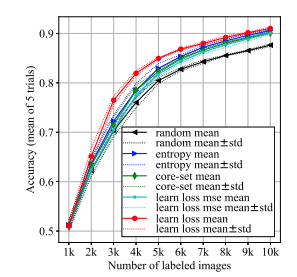 Accuracy (mean of 5 trials)
0.9
0.8
0.7
0.6
0.5
random mean
random mean±std
entropy mean
entropy mean±std
core-set mean
core-set mean±std
learn loss mse mean
learn loss mse mean±std
learn loss mean
learn loss mean±std
1k 2k 3k 4k 5k 6k 7k 8k 9k 10k
Number of labeled images